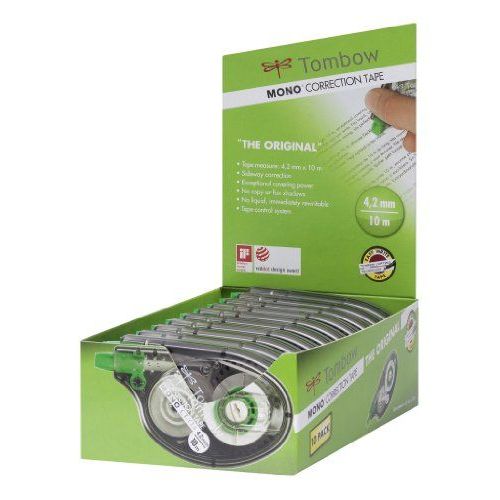 Tombow
MONO® CORRECTION TAPE
"THE ORIGINAL"
• Tape measure: 4,2 mm x 10 m
• Sideway correction
• Exceptional covering power
• No copy or fax shadows
• No liquid, immediately rewritable
• Tape control system
4,2 mm
10 m
reddot design award
Tombow
Tombow
MONO CORRECTION TAPE
THE ORIGINAL
10 PACK